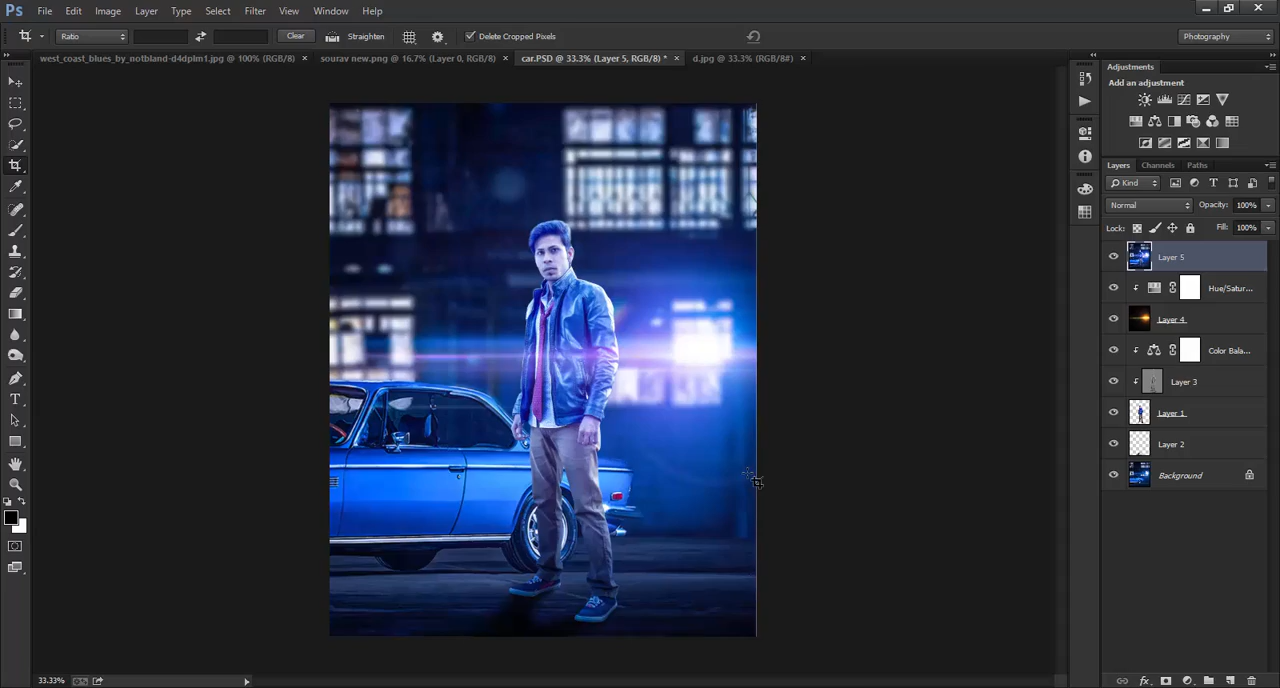 Ps File Edit Image Layer Type Select Filter View Window Help
Ratio Clear Straighten Delete Cropped Pixels Photography
west_coast_blues_by_notbland-d4dplm1.jpg @ 100% (RGB/8) × sourav new.png @ 16.7% (Layer 0, RGB/8) × car.PSD @ 33.3% (Layer 5, RGB/8) * × d.jpg @ 33.3% (RGB/8#) ×
Adjustments
Add an adjustment
Layers Channels Paths
Kind
Normal Opacity: 100%
Lock: Fill: 100%
Layer 5
Hue/Satur...
Layer 4
Color Bala...
Layer 3
Layer 1
Layer 2
Background
33.33%